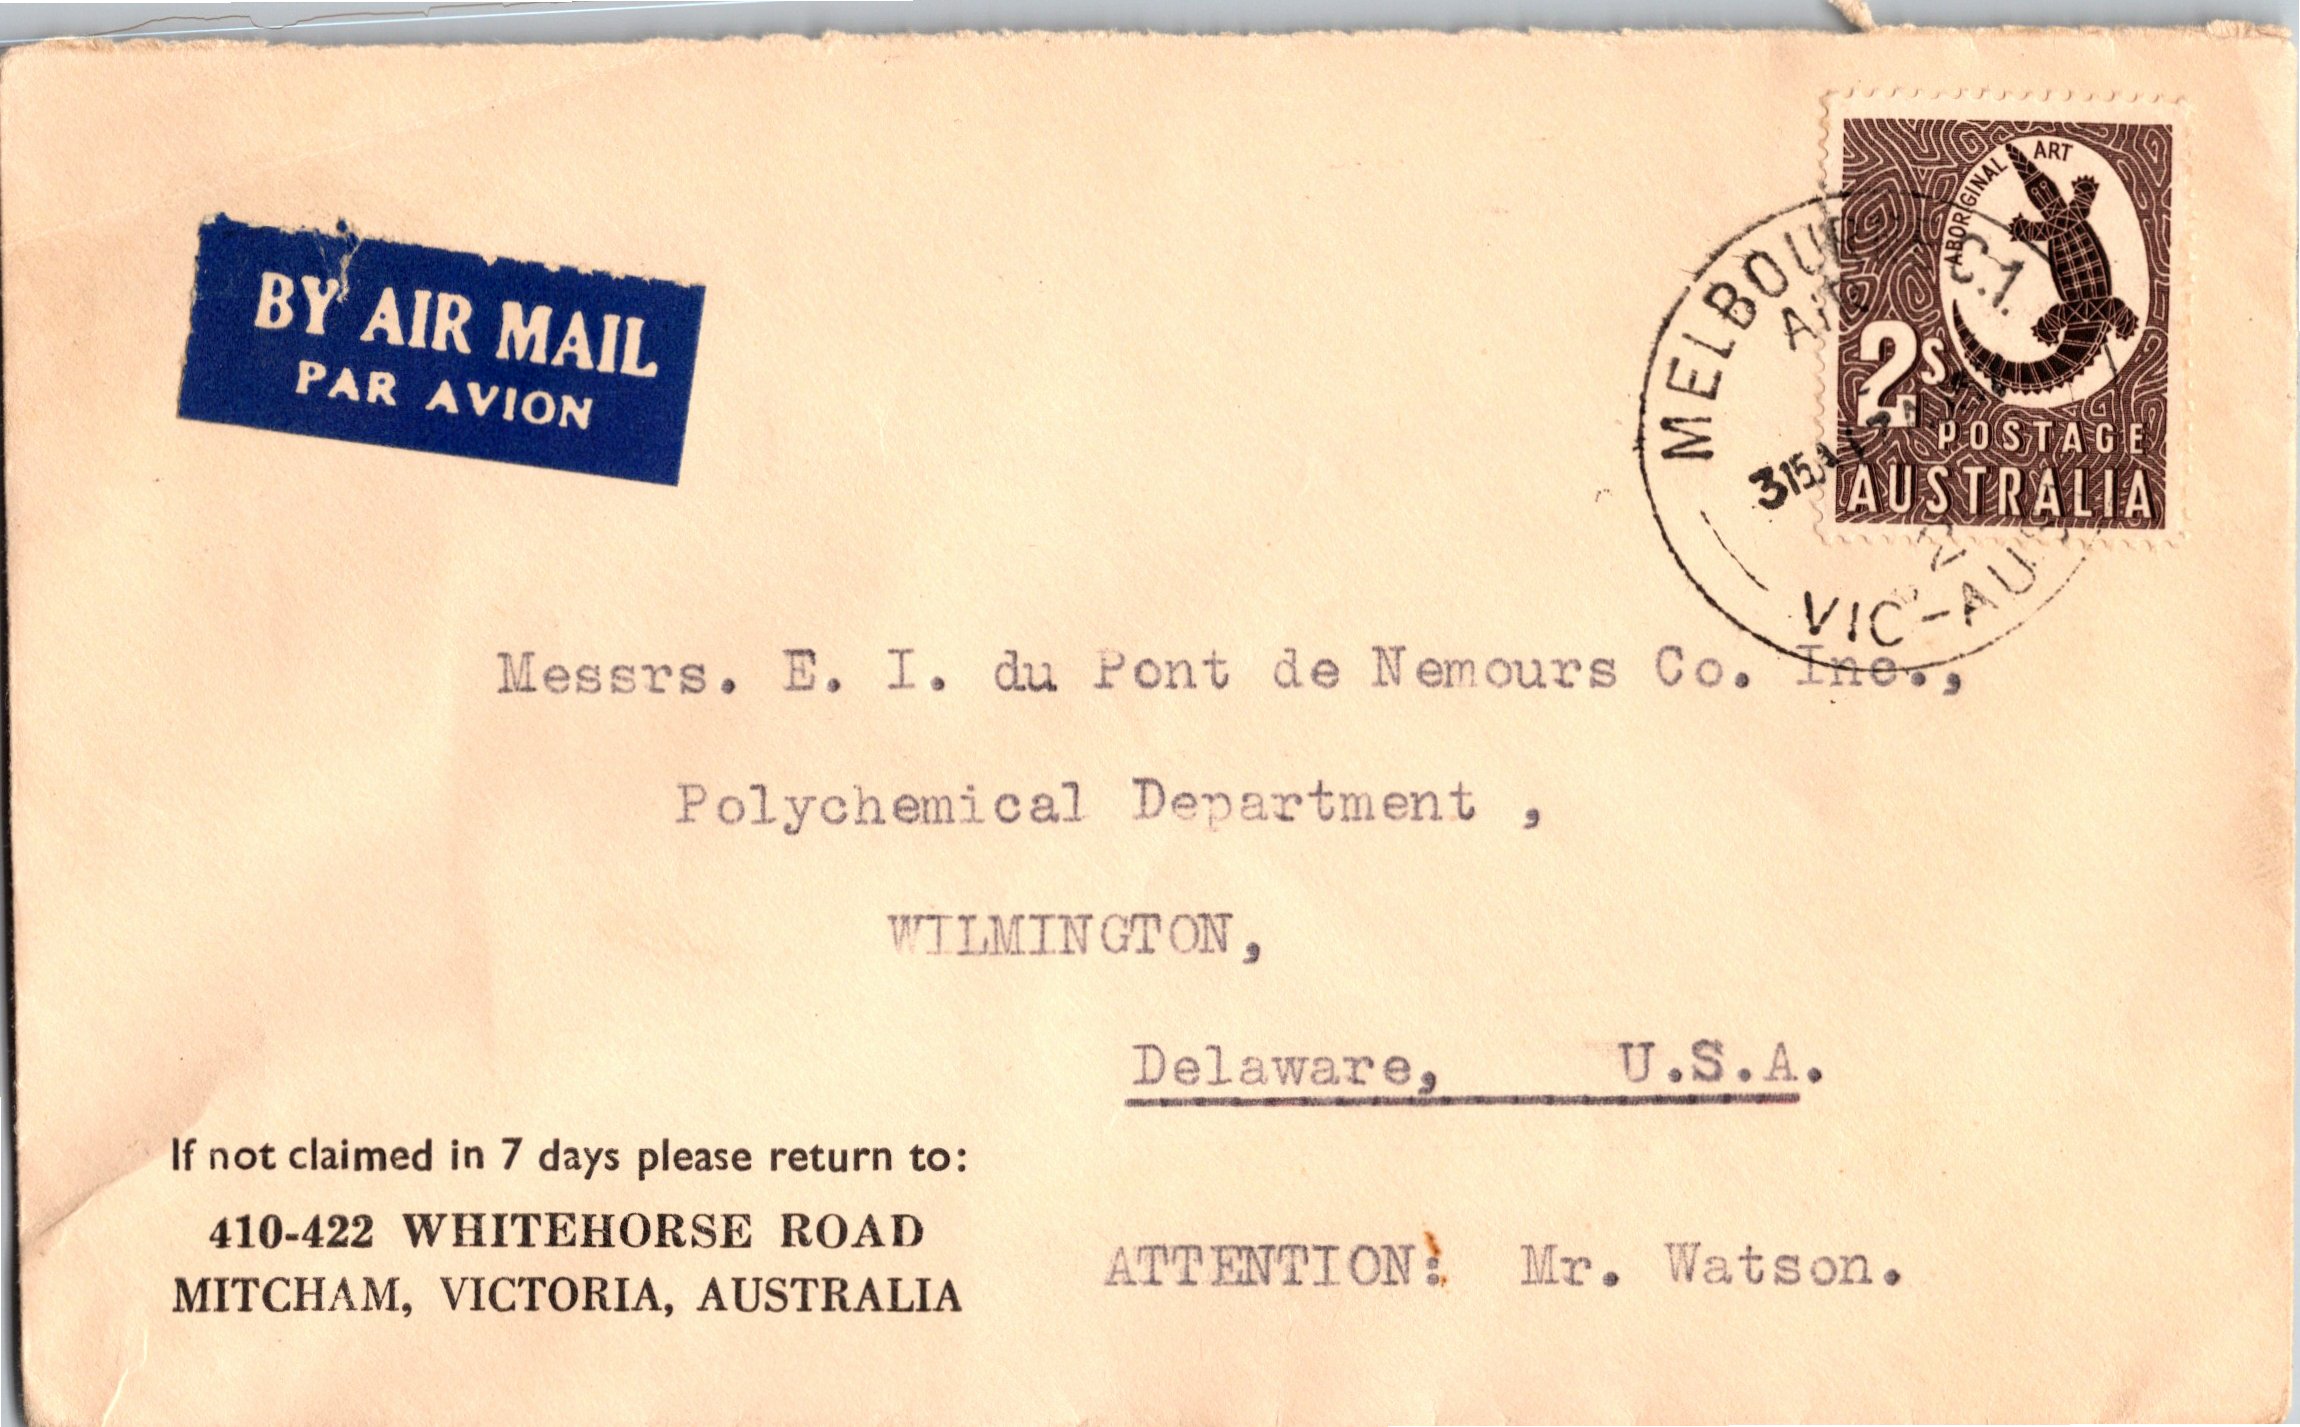 BY AIR MAIL
PAR AVION
ABORIGINAL ART
2s
POSTAGE
AUSTRALIA
MELBOUR
C.1.
VIC-AUS
Messrs. E. I. du Pont de Nemours Co. Inc.,
Polychemical Department ,
WILMINGTON,
Delaware, U.S.A.
If not claimed in 7 days please return to:
410-422 WHITEHORSE ROAD
MITCHAM, VICTORIA, AUSTRALIA
ATTENTION: Mr. Watson.